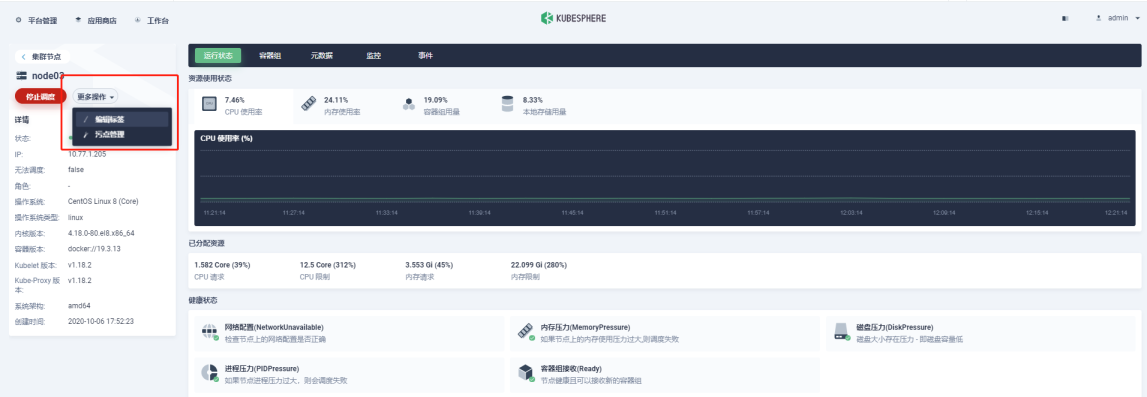 平台管理 应用商店 工作台 KUBESPHERE admin
集群节点
node03
停止调度 更多操作
编辑标签
污点管理
详情
状态:
IP: 10.77.1.205
无法调度: false
角色: -
操作系统: CentOS Linux 8 (Core)
操作系统类型: linux
内核版本: 4.18.0-80.el8.x86_64
容器版本: docker://19.3.13
Kubelet 版本: v1.18.2
Kube-Proxy 版本: v1.18.2
系统架构: amd64
创建时间: 2020-10-06 17:52:23
运行状态 容器组 元数据 监控 事件
资源使用状态
7.46% 24.11% 19.09% 8.33%
CPU 使用率 内存使用率 容器组用量 本地存储用量
CPU 使用率 (%)
11:21:14 11:27:14 11:33:14 11:39:14 11:45:14 11:51:14 11:57:14 12:03:14 12:09:14 12:15:14 12:21:14
已分配资源
1.582 Core (39%) 12.5 Core (312%) 3.553 Gi (45%) 22.099 Gi (280%)
CPU 请求 CPU 限制 内存请求 内存限制
健康状态
网络配置(NetworkUnavailable) 内存压力(MemoryPressure) 磁盘压力(DiskPressure)
检查节点上的网络配置是否正确 如果节点上的内存使用压力过大,则调度失败 磁盘大小存在压力 - 即磁盘容量低
进程压力(PIDPressure) 容器组接收(Ready)
如果节点进程压力过大，则会调度失败 节点健康且可以接收新的容器组